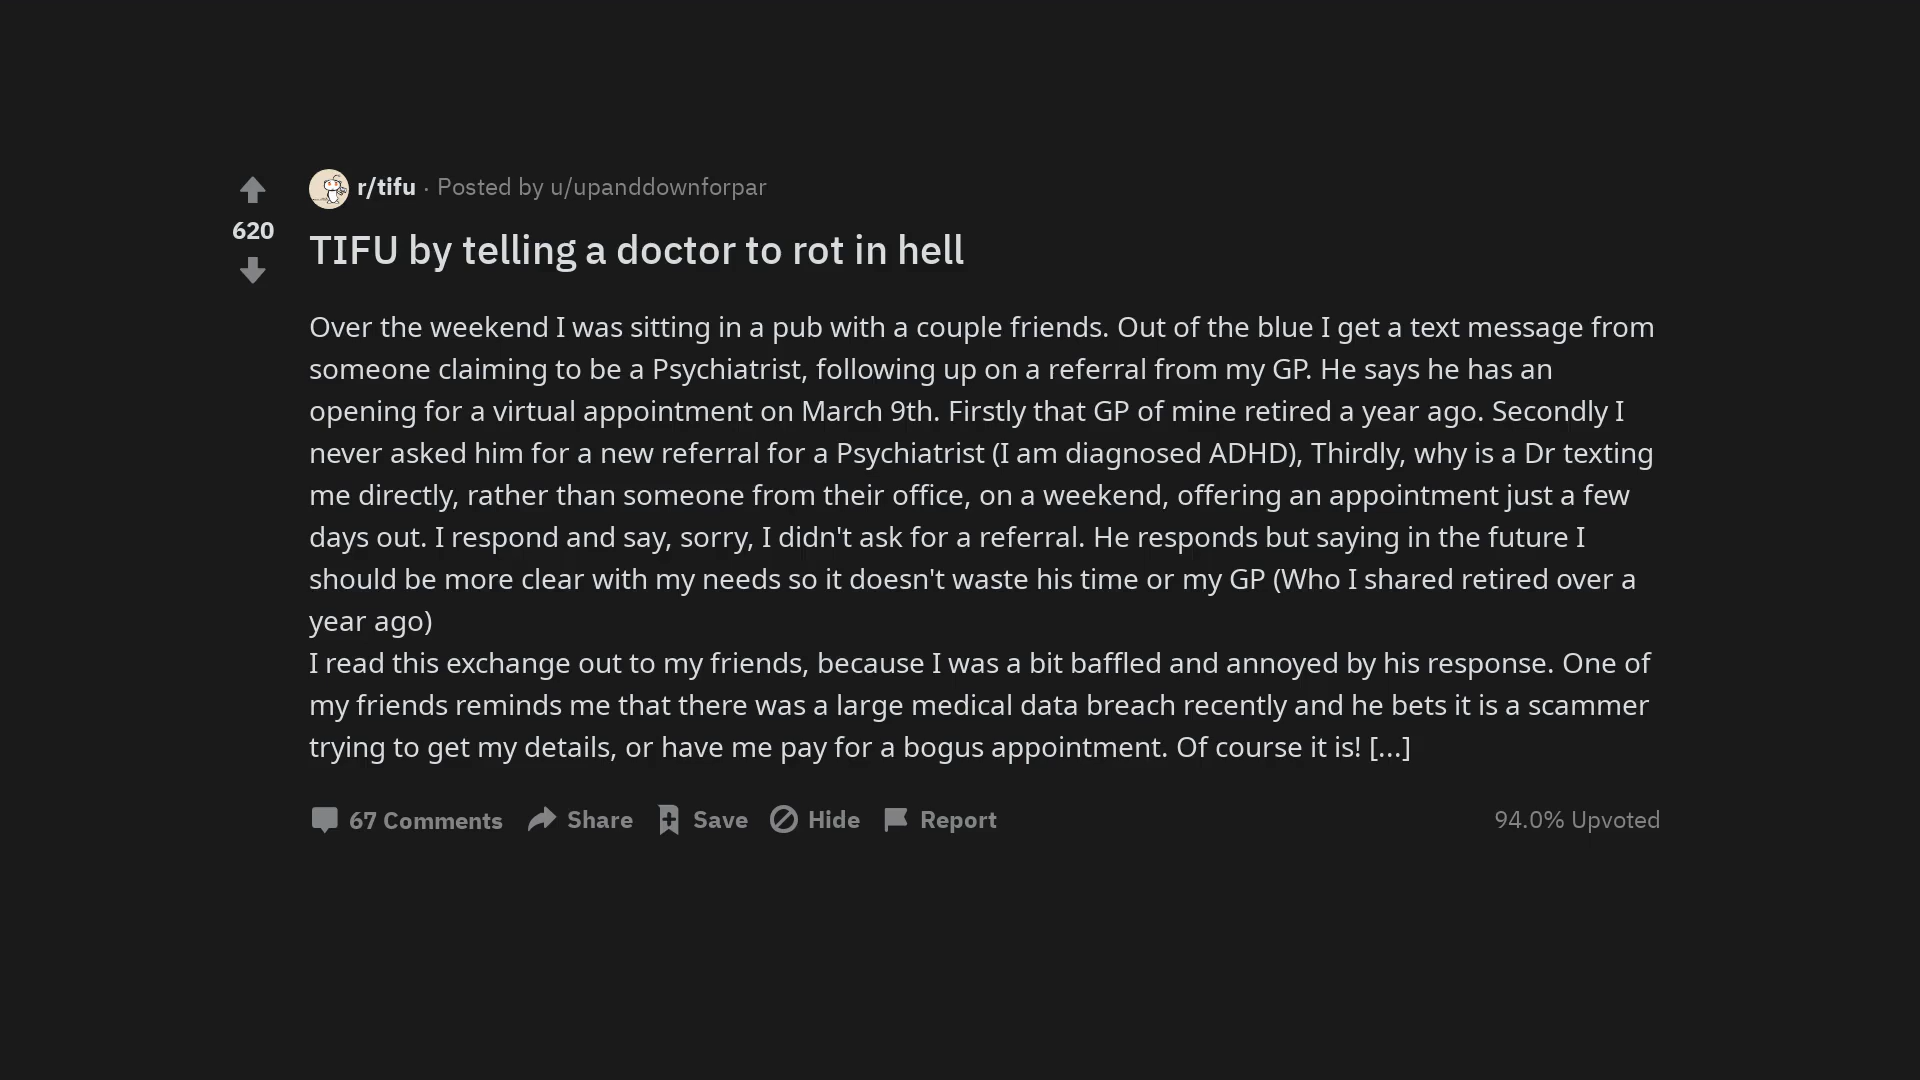 r/tifu · Posted by u/upanddownforpar
620
TIFU by telling a doctor to rot in hell
Over the weekend I was sitting in a pub with a couple friends. Out of the blue I get a text message from
someone claiming to be a Psychiatrist, following up on a referral from my GP. He says he has an
opening for a virtual appointment on March 9th. Firstly that GP of mine retired a year ago. Secondly I
never asked him for a new referral for a Psychiatrist (I am diagnosed ADHD), Thirdly, why is a Dr texting
me directly, rather than someone from their office, on a weekend, offering an appointment just a few
days out. I respond and say, sorry, I didn't ask for a referral. He responds but saying in the future I
should be more clear with my needs so it doesn't waste his time or my GP (Who I shared retired over a
year ago)
I read this exchange out to my friends, because I was a bit baffled and annoyed by his response. One of
my friends reminds me that there was a large medical data breach recently and he bets it is a scammer
trying to get my details, or have me pay for a bogus appointment. Of course it is! [...]
67 Comments Share Save Hide Report 94.0% Upvoted